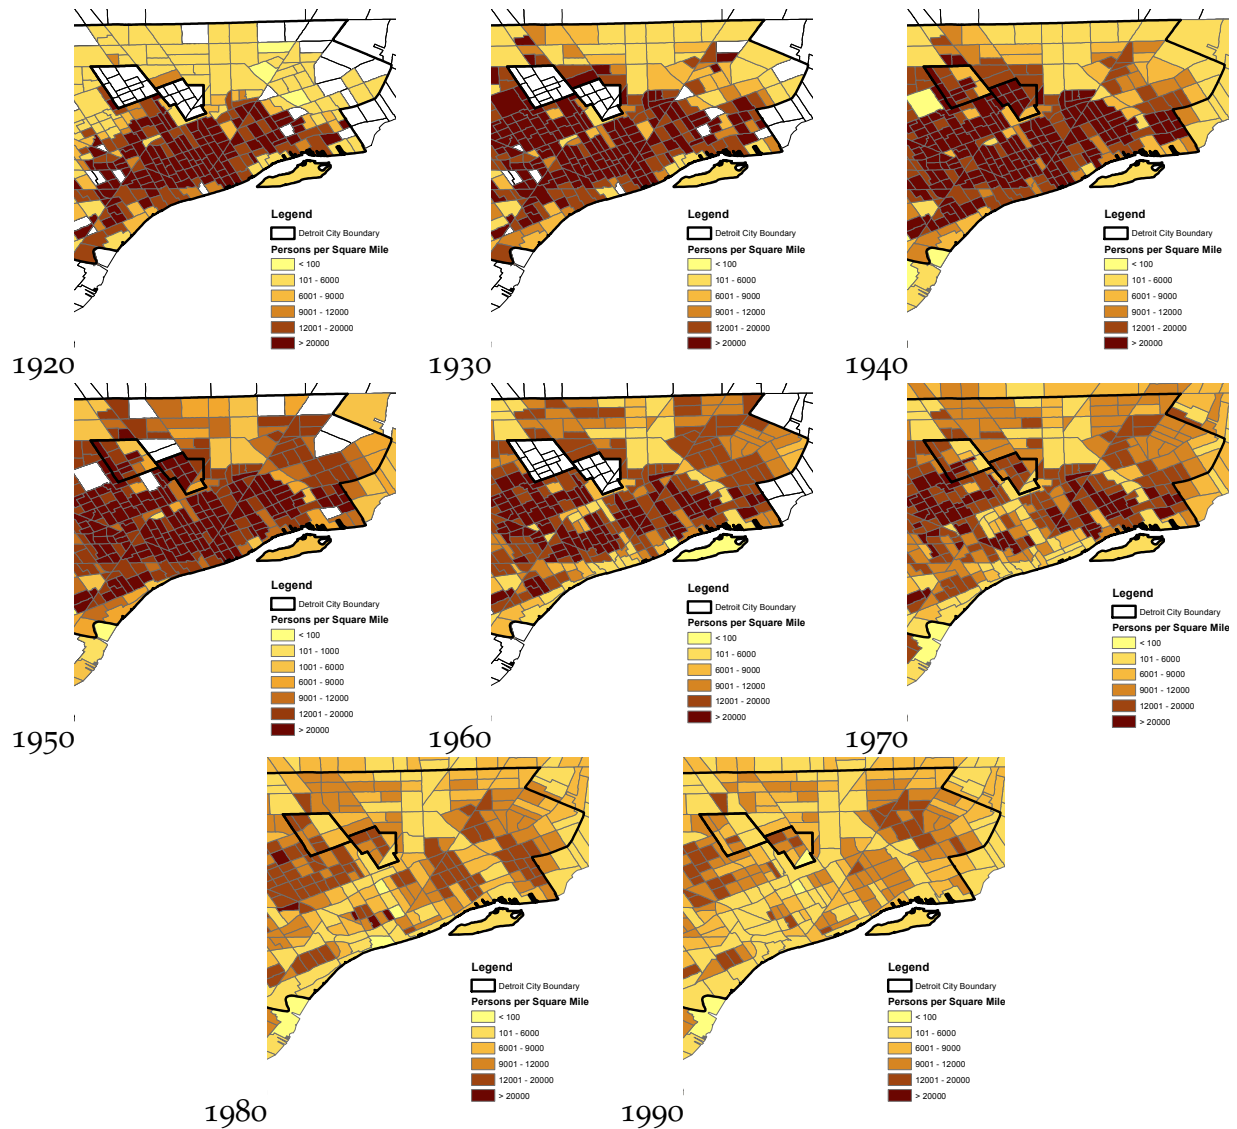 Legend
Detroit City Boundary
Persons per Square Mile
< 100
101 - 6000
6001 - 9000
9001 - 12000
12001 - 20000
> 20000
1920
Legend
Detroit City Boundary
Persons per Square Mile
< 100
101 - 6000
6001 - 9000
9001 - 12000
12001 - 20000
> 20000
1930
Legend
Detroit City Boundary
Persons per Square Mile
< 100
101 - 6000
6001 - 9000
9001 - 12000
12001 - 20000
> 20000
1940
Legend
Detroit City Boundary
Persons per Square Mile
< 100
101 - 1000
1001 - 6000
6001 - 9000
9001 - 12000
12001 - 20000
> 20000
1950
Legend
Detroit City Boundary
Persons per Square Mile
< 100
101 - 6000
6001 - 9000
9001 - 12000
12001 - 20000
> 20000
1960
Legend
Detroit City Boundary
Persons per Square Mile
< 100
101 - 6000
6001 - 9000
9001 - 12000
12001 - 20000
> 20000
1970
Legend
Detroit City Boundary
Persons per Square Mile
< 100
101 - 6000
6001 - 9000
9001 - 12000
12001 - 20000
> 20000
1980
Legend
Detroit City Boundary
Persons per Square Mile
< 100
101 - 6000
6001 - 9000
9001 - 12000
12001 - 20000
> 20000
1990